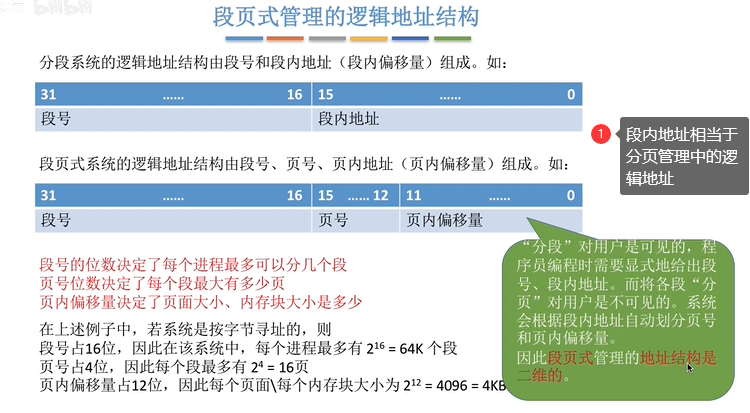 bilibili
段页式管理的逻辑地址结构
分段系统的逻辑地址结构由段号和段内地址（段内偏移量）组成。如：
31 …… 16 15 …… 0
段号 段内地址
1 段内地址相当于
分页管理中的逻
辑地址
段页式系统的逻辑地址结构由段号、页号、页内地址（页内偏移量）组成。如：
31 …… 16 15 …… 12 11 …… 0
段号 页号 页内偏移量
段号的位数决定了每个进程最多可以分几个段
页号位数决定了每个段最大有多少页
页内偏移量决定了页面大小、内存块大小是多少
在上述例子中，若系统是按字节寻址的，则
段号占16位，因此在该系统中，每个进程最多有 2¹⁶ = 64K 个段
页号占4位，因此每个段最多有 2⁴ = 16页
页内偏移量占12位，因此每个页面\每个内存块大小为 2¹² = 4096 = 4KB
“分段”对用户是可见的，程
序员编程时需要显式地给出段
号、段内地址。而将各段“分
页”对用户是不可见的。系统
会根据段内地址自动划分页号
和页内偏移量。
因此段页式管理的地址结构是
二维的。